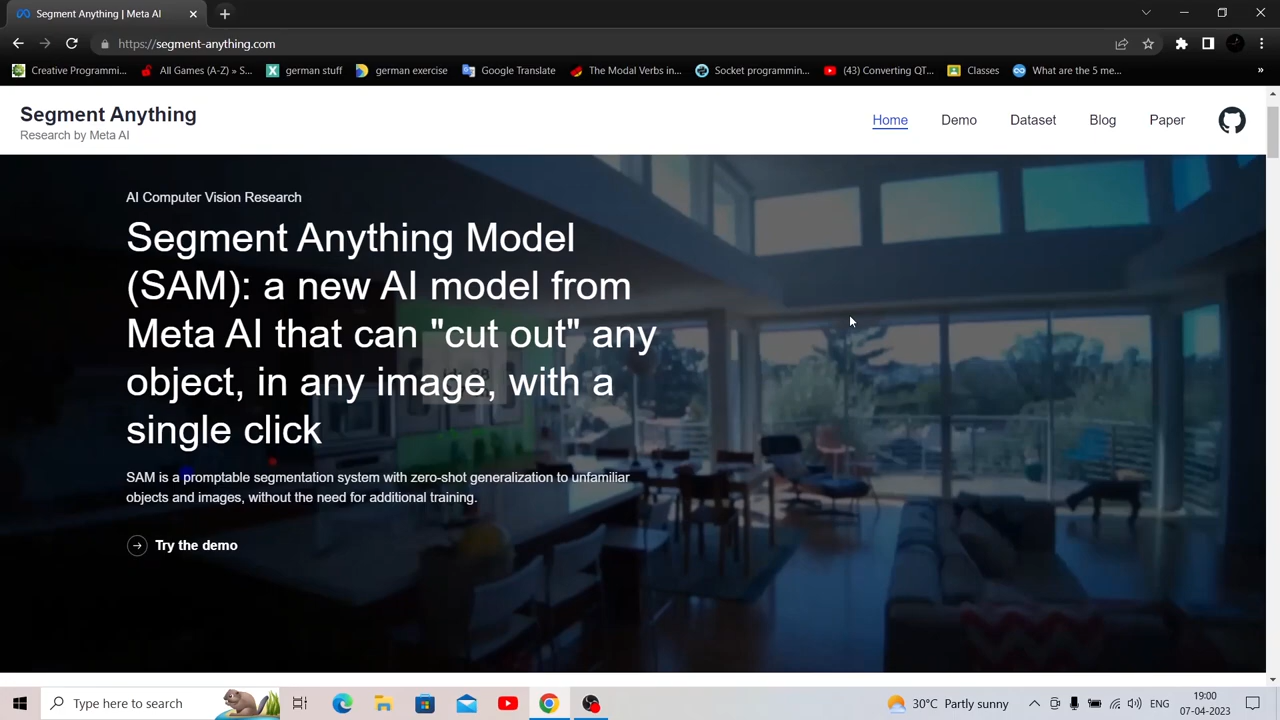 Segment Anything | Meta AI
https://segment-anything.com
Creative Programmi...
All Games (A-Z) » S...
german stuff
german exercise
Google Translate
The Modal Verbs in...
Socket programmin...
(43) Converting QT...
Classes
What are the 5 me...
»
Segment Anything
Research by Meta AI
Home
Demo
Dataset
Blog
Paper
AI Computer Vision Research
Segment Anything Model
(SAM): a new AI model from
Meta AI that can "cut out" any
object, in any image, with a
single click
SAM is a promptable segmentation system with zero-shot generalization to unfamiliar
objects and images, without the need for additional training.
Try the demo
Type here to search
30°C Partly sunny
ENG
19:00
07-04-2023